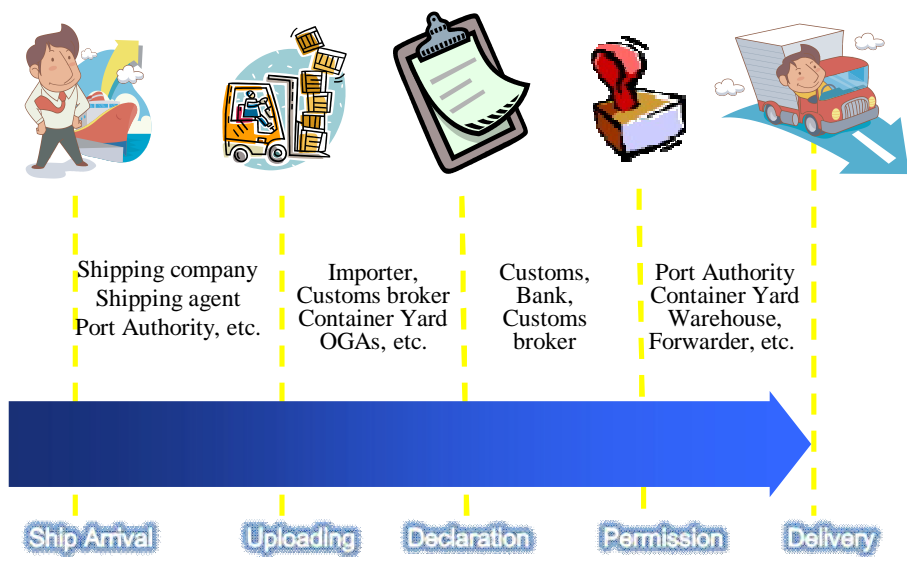 Shipping company
Shipping agent
Port Authority, etc.
Importer,
Customs broker
Container Yard
OGAs, etc.
Customs,
Bank,
Customs
broker
Port Authority
Container Yard
Warehouse,
Forwarder, etc.
Ship Arrival
Uploading
Declaration
Permission
Delivery